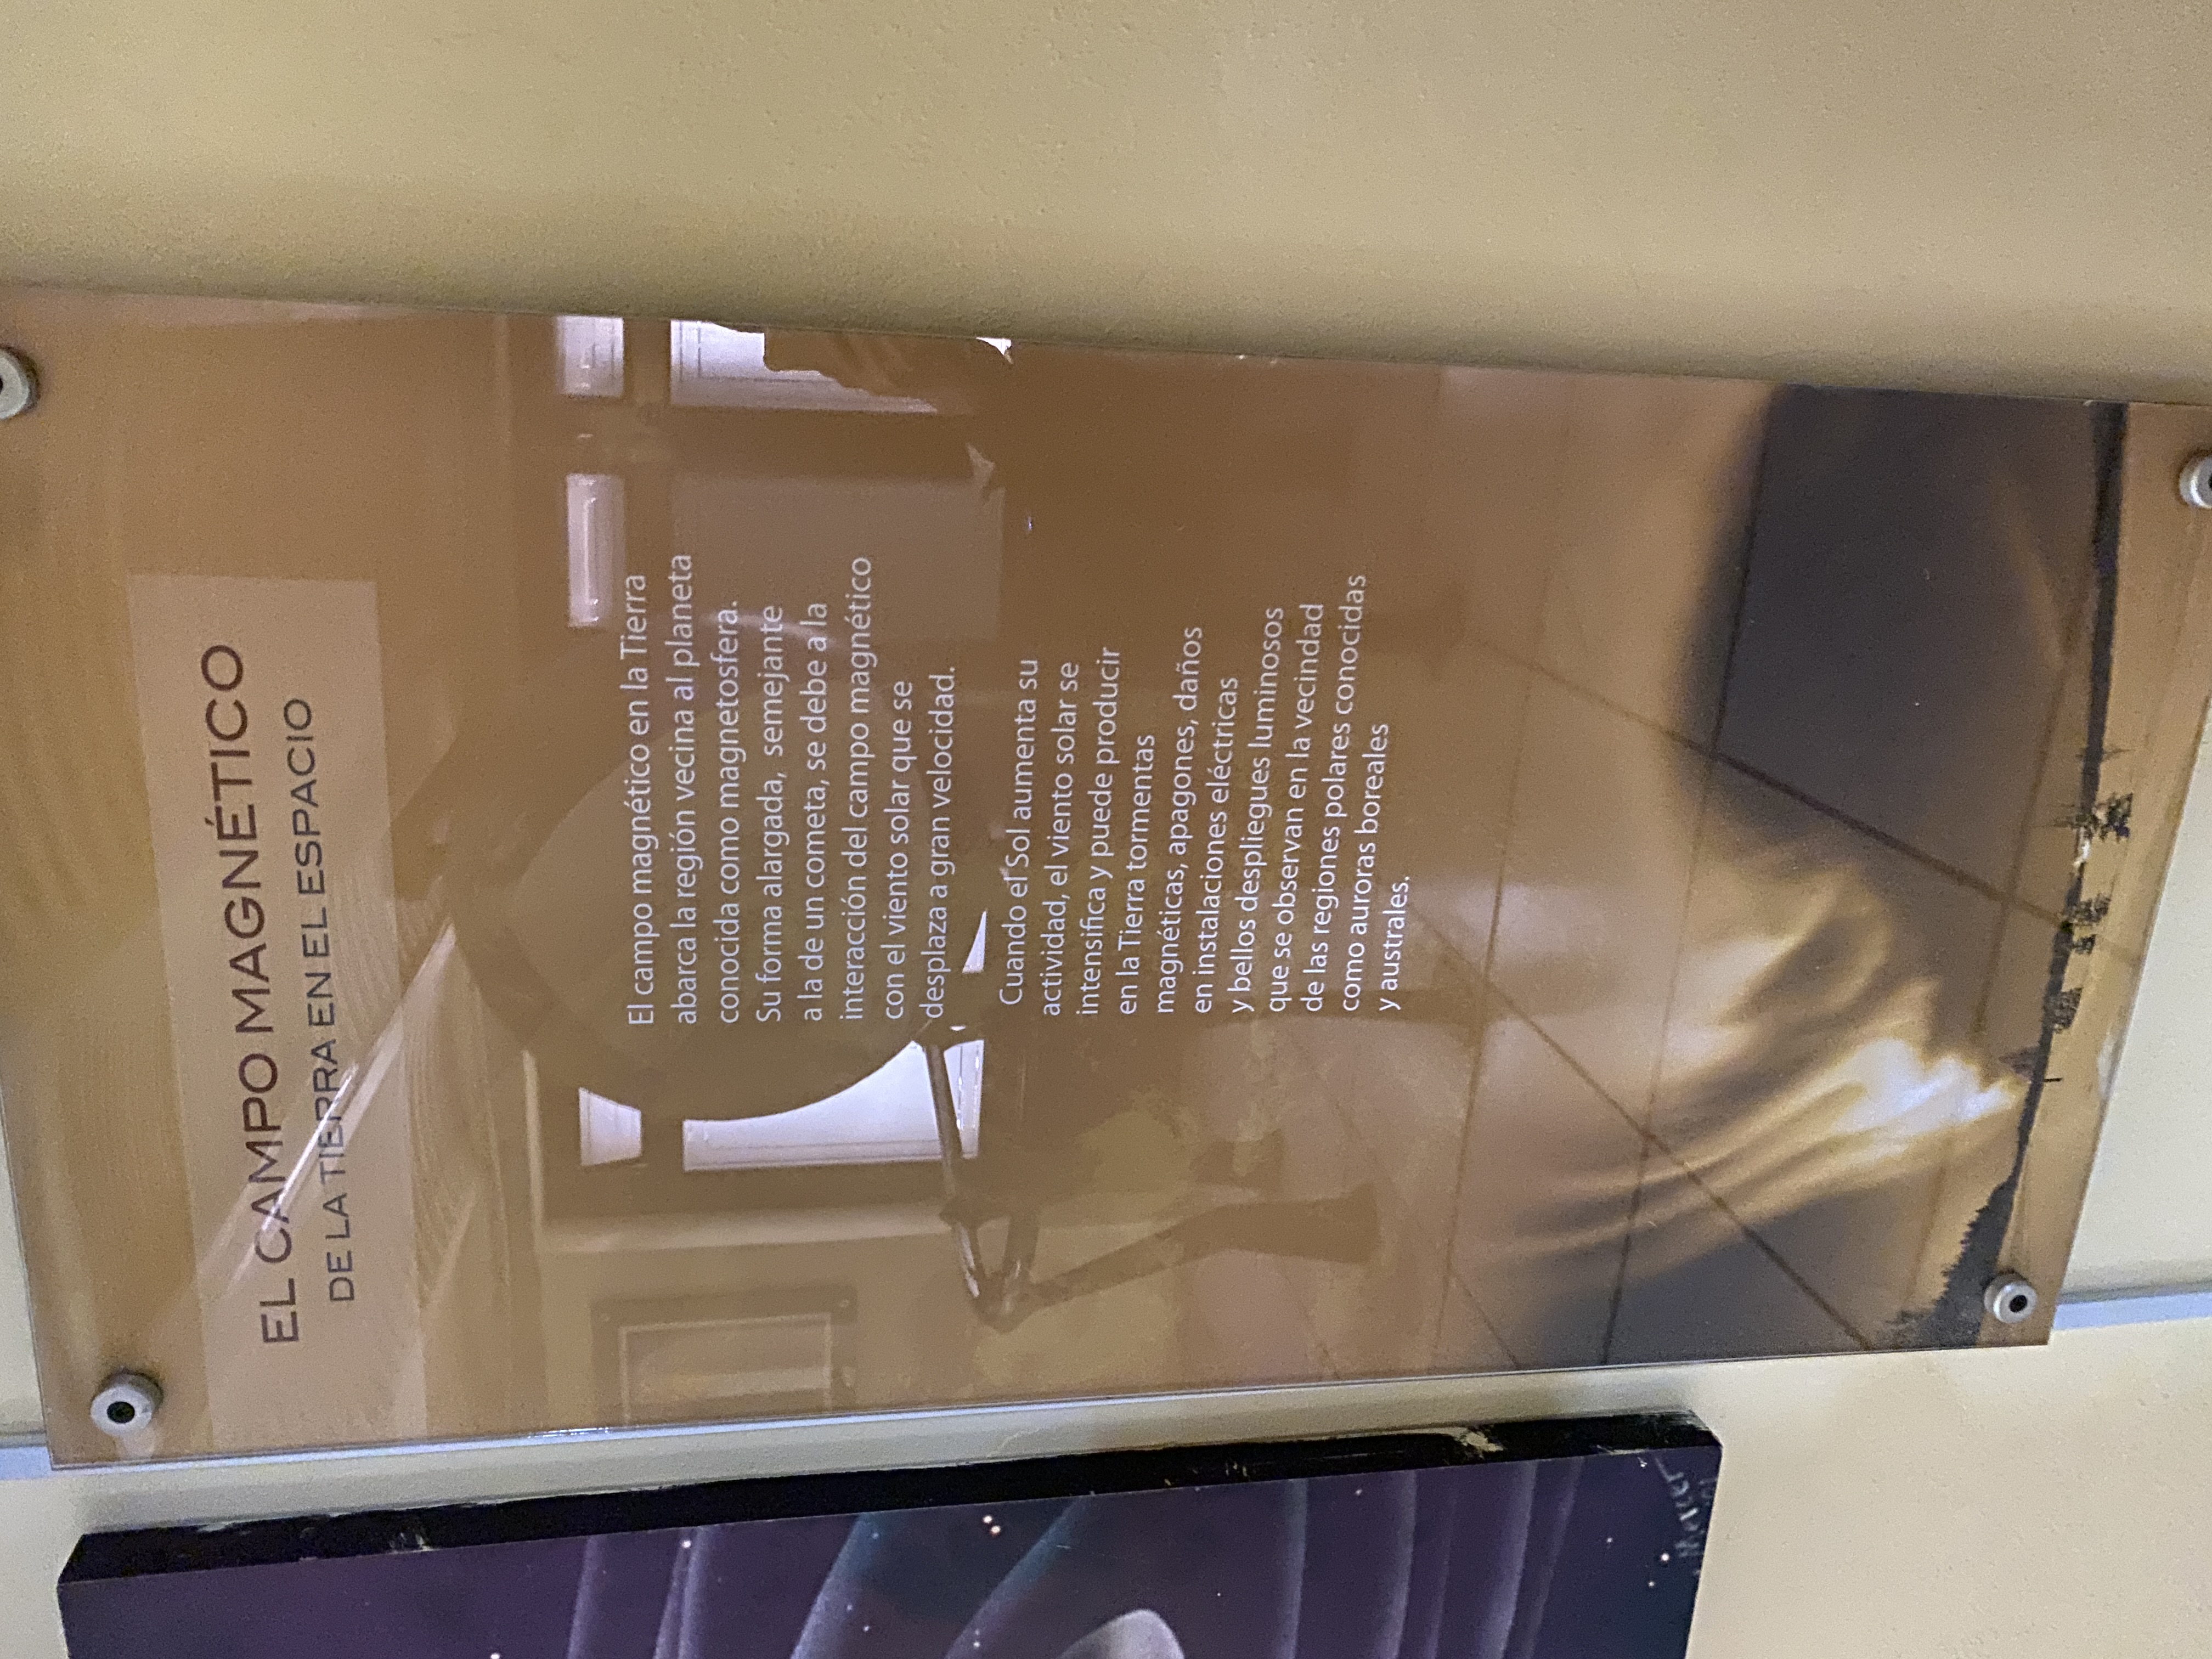 EL CAMPO MAGNÉTICO
DE LA TIERRA EN EL ESPACIO
El campo magnético en la Tierra
abarca la región vecina al planeta
conocida como magnetosfera.
Su forma alargada, semejante
a la de un cometa, se debe a la
interacción del campo magnético
con el viento solar que se
desplaza a gran velocidad.
Cuando el Sol aumenta su
actividad, el viento solar se
intensifica y puede producir
en la Tierra tormentas
magnéticas, apagones, daños
en instalaciones eléctricas
y bellos despliegues luminosos
que se observan en la vecindad
de las regiones polares conocidas
como auroras boreales
y australes.
Mercer